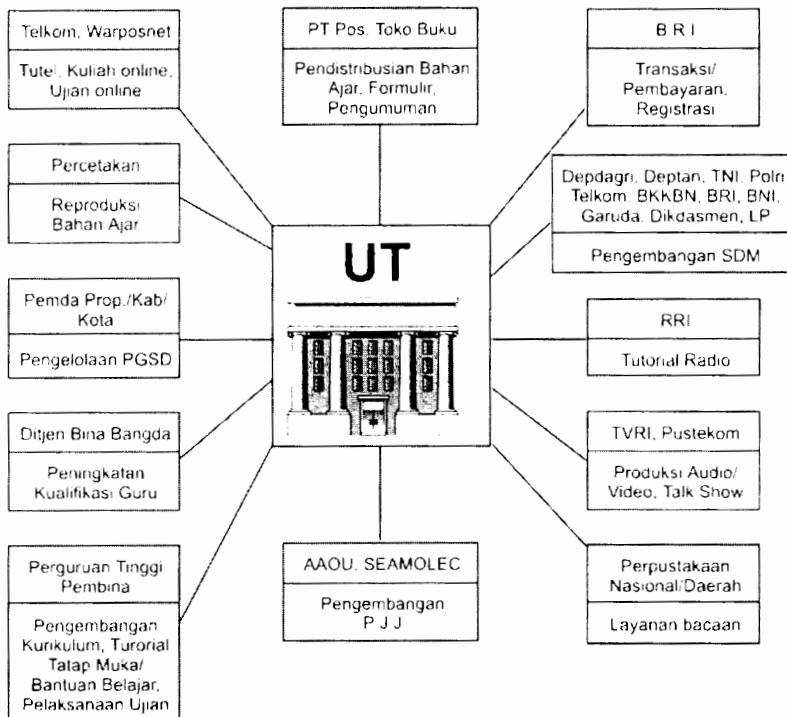 Telkom, Warposnet
Tutel, Kuliah online,
Ujian online
PT Pos. Toko Buku
Pendistribusian Bahan
Ajar, Formulir,
Pengumuman
B R I
Transaksi/
Pembayaran,
Registrasi
Percetakan
Reproduksi
Bahan Ajar
Depdagri, Deptan, TNI, Polri,
Telkom. BKKBN, BRI, BNI,
Garuda. Dikdasmen, LP
Pengembangan SDM
UT
Pemda Prop./Kab/
Kota
Pengelolaan PGSD
RRI
Tutorial Radio
Ditjen Bina Bangda
Peningkatan
Kualifikasi Guru
TVRI, Pustekom
Produksi Audio/
Video, Talk Show
Perguruan Tinggi
Pembina
Pengembangan
Kurikulum, Turorial
Tatap Muka/
Bantuan Belajar,
Pelaksanaan Ujian
AAOU. SEAMOLEC
Pengembangan
P J J
Perpustakaan
Nasional/Daerah
Layanan bacaan